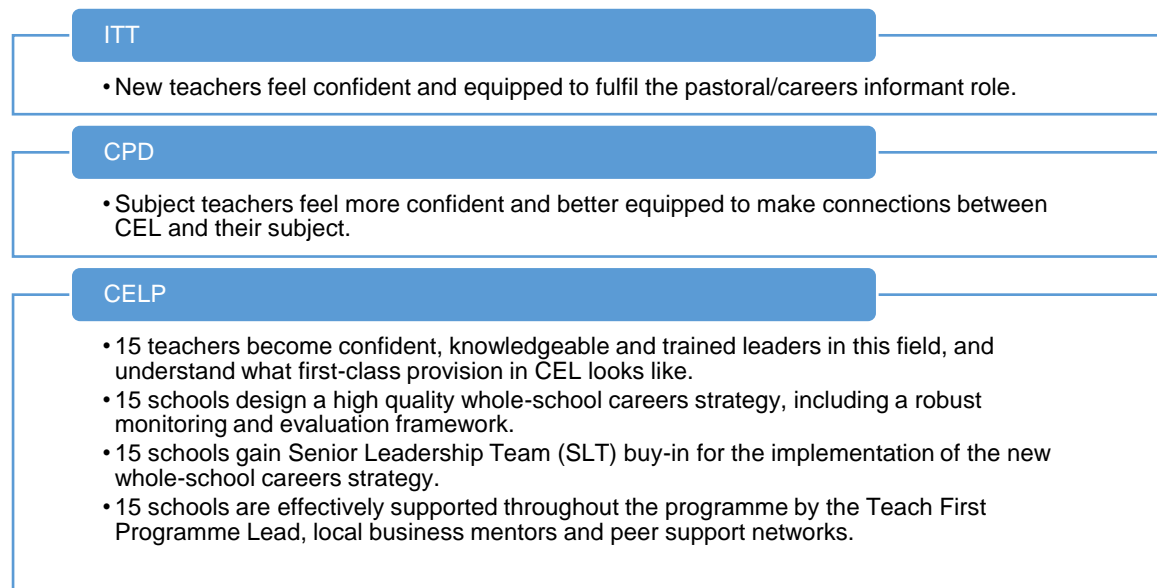 ITT
• New teachers feel confident and equipped to fulfil the pastoral/careers informant role.
CPD
• Subject teachers feel more confident and better equipped to make connections between
CEL and their subject.
CELP
• 15 teachers become confident, knowledgeable and trained leaders in this field, and
understand what first-class provision in CEL looks like.
• 15 schools design a high quality whole-school careers strategy, including a robust
monitoring and evaluation framework.
• 15 schools gain Senior Leadership Team (SLT) buy-in for the implementation of the new
whole-school careers strategy.
• 15 schools are effectively supported throughout the programme by the Teach First
Programme Lead, local business mentors and peer support networks.